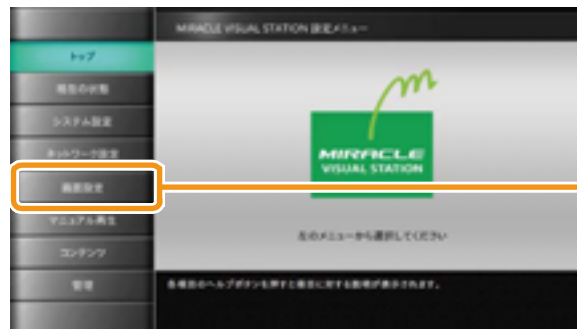 MIRACLE VISUAL STATION 設定メニュー
トップ
現在の状態
システム設定
ネットワーク設定
画面設定
マニュアル再生
コンテンツ
管理
m
MIRACLE
VISUAL STATION
左のメニューから選択してください
各項目のヘルプボタンを押すと項目に対する説明が表示されます。